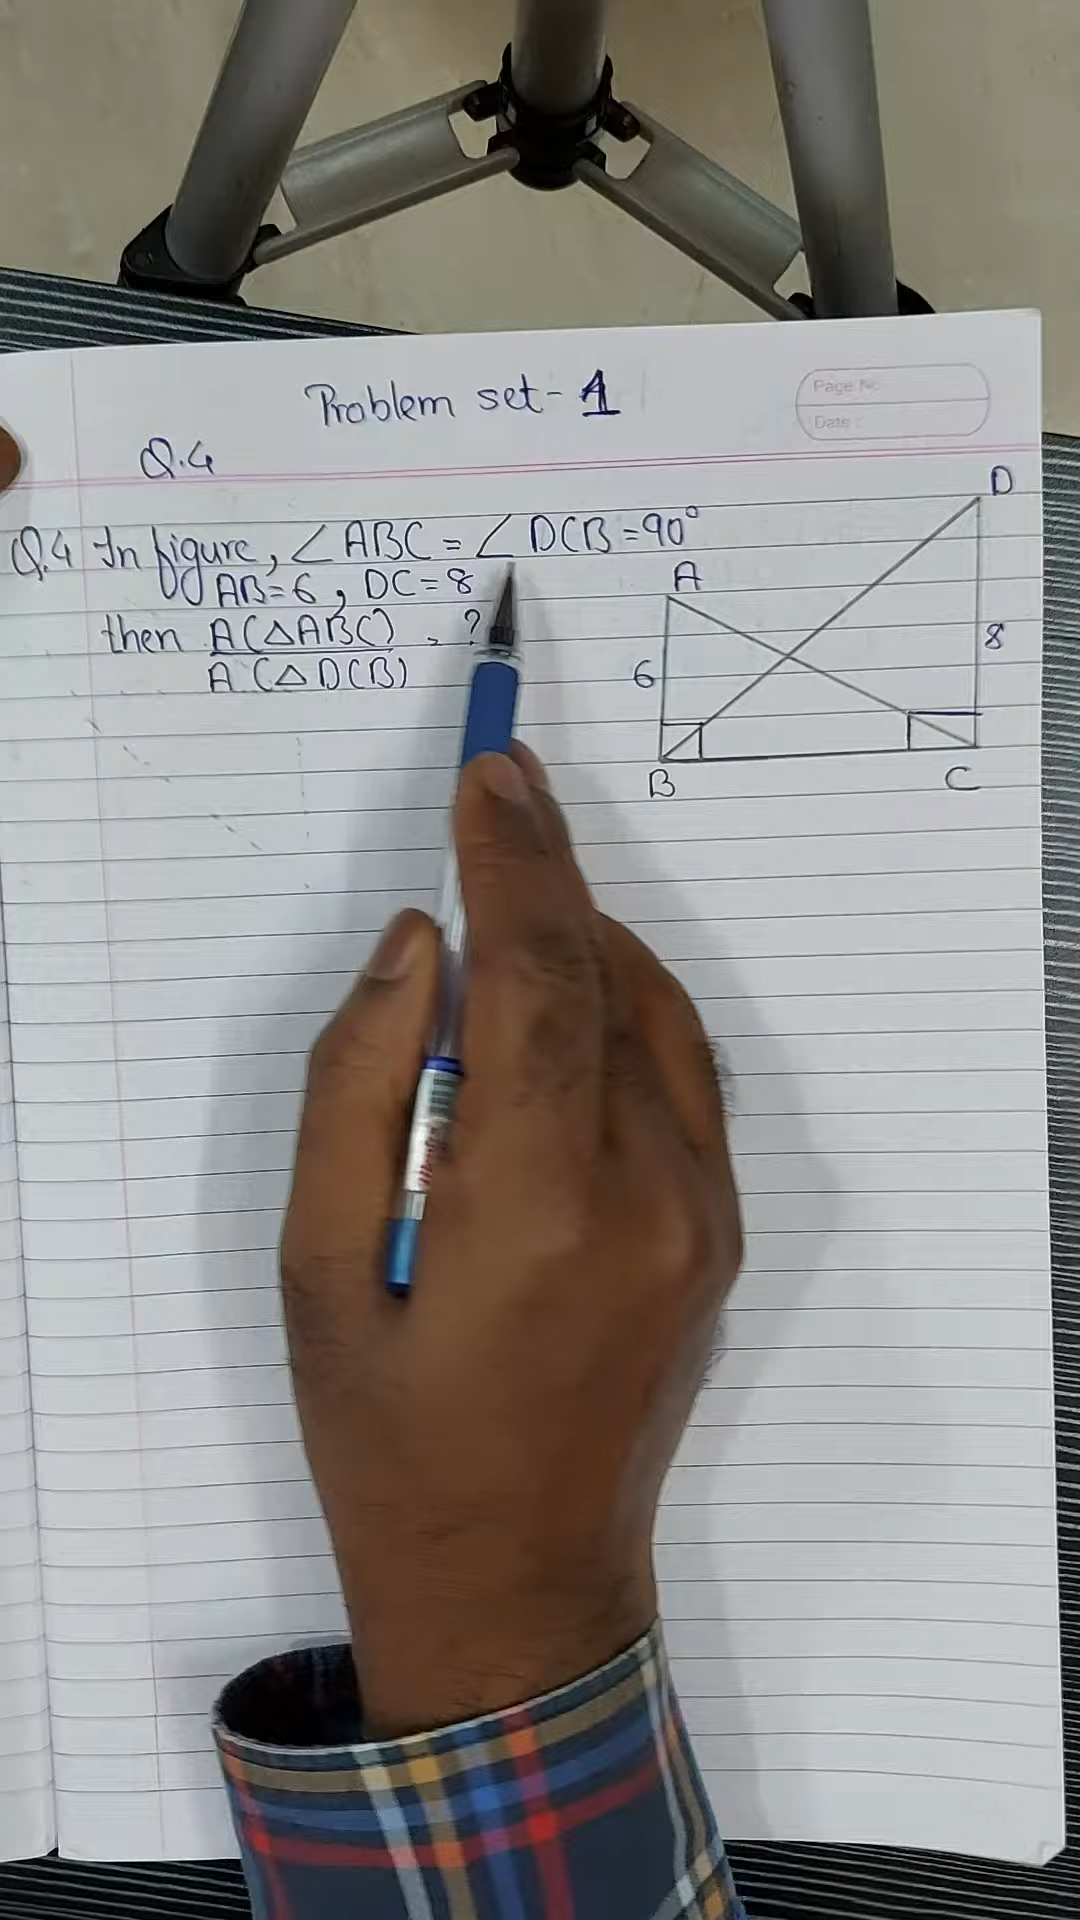 Problem set-1
Page No.
Date :
Q.4
Q.4 In figure, ∠ABC = ∠DCB = 90°
AB=6, DC=8
then A(△ABC) = ?
A(△DCB)
D
A
8
6
B
C